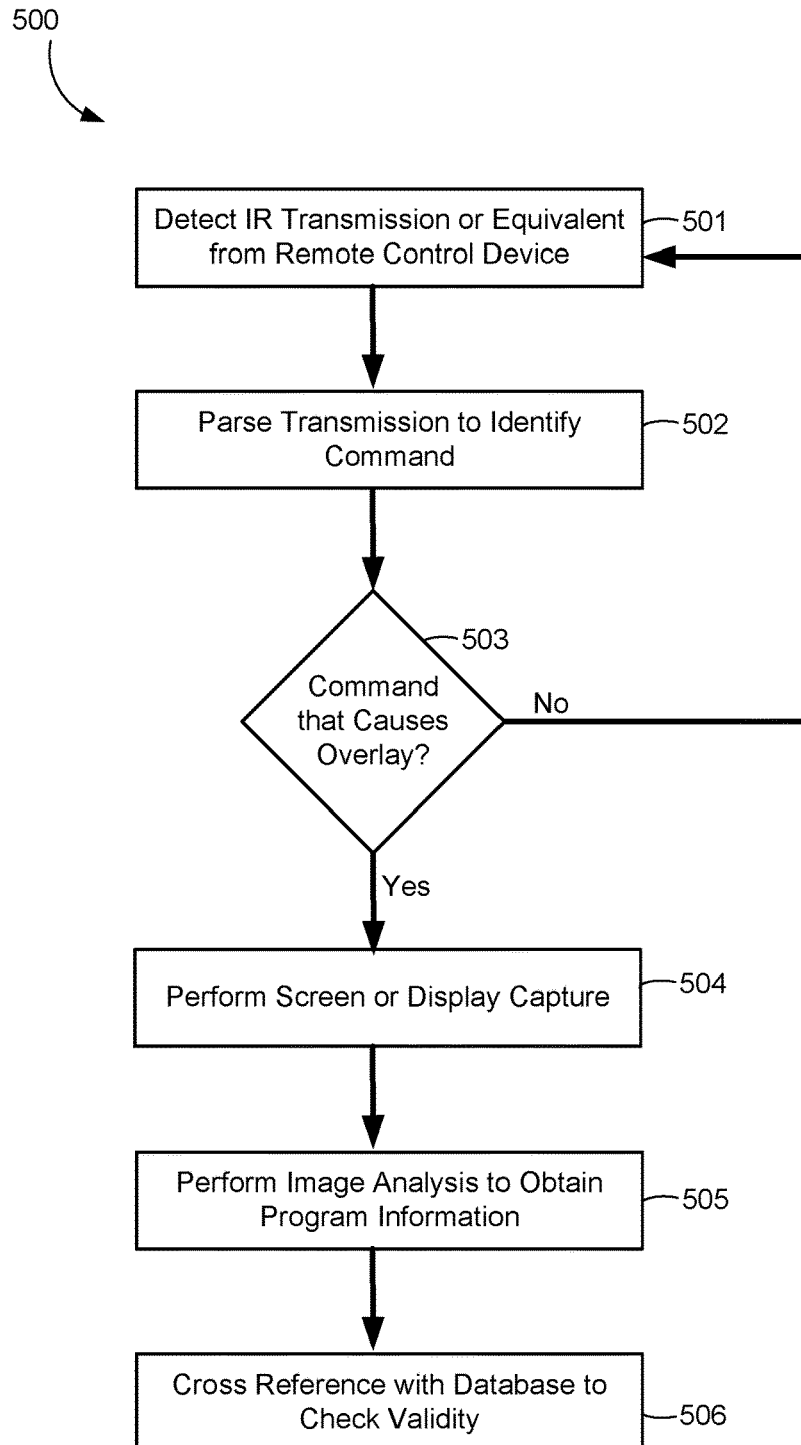 500
Detect IR Transmission or Equivalent
from Remote Control Device
501
Parse Transmission to Identify
Command
502
503
Command
that Causes
Overlay?
No
Yes
Perform Screen or Display Capture
504
Perform Image Analysis to Obtain
Program Information
505
Cross Reference with Database to
Check Validity
506